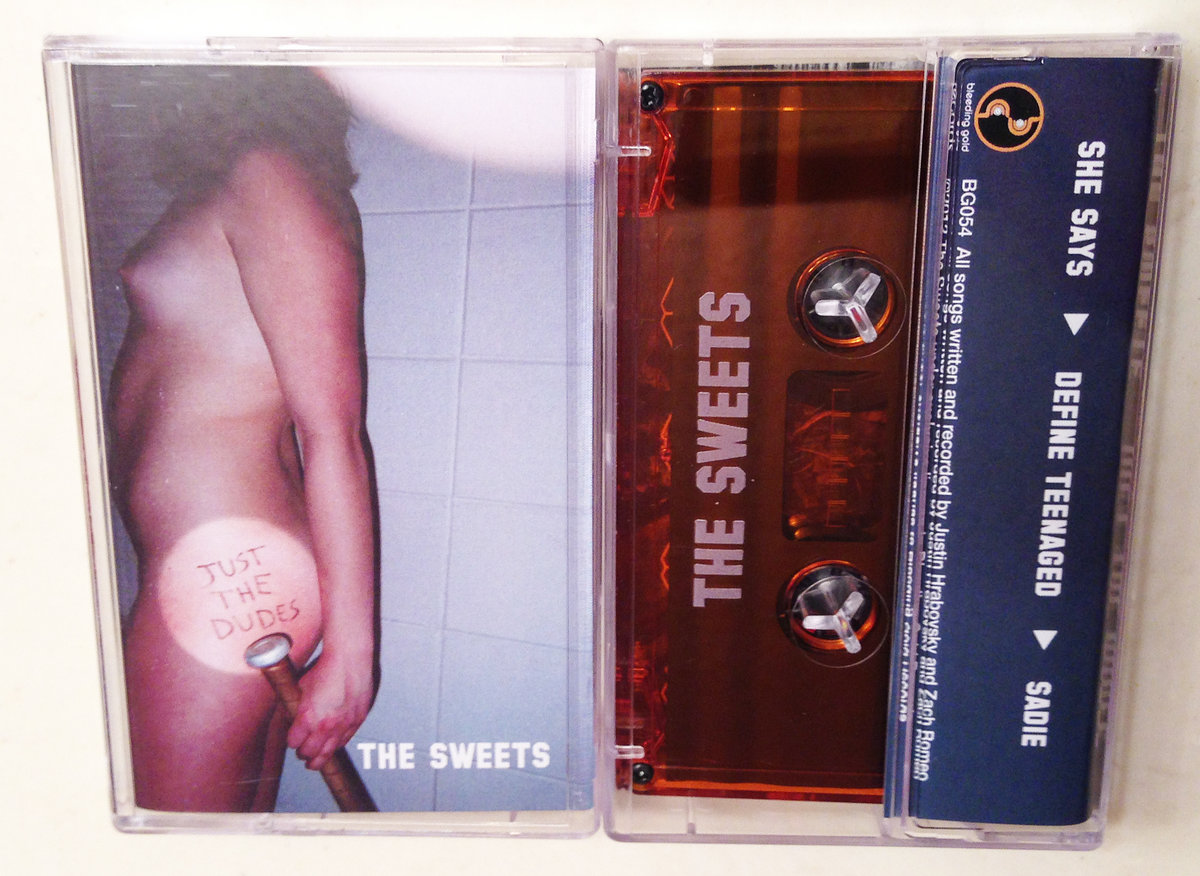 JUST
THE
DUDES
THE SWEETS
THE SWEETS
bleeding gold
records
BG054 All songs written and recorded by Justin Hrabovsky and Zach Romeo
SHE SAYS ▶ DEFINE TEENAGED ▶ SADIE